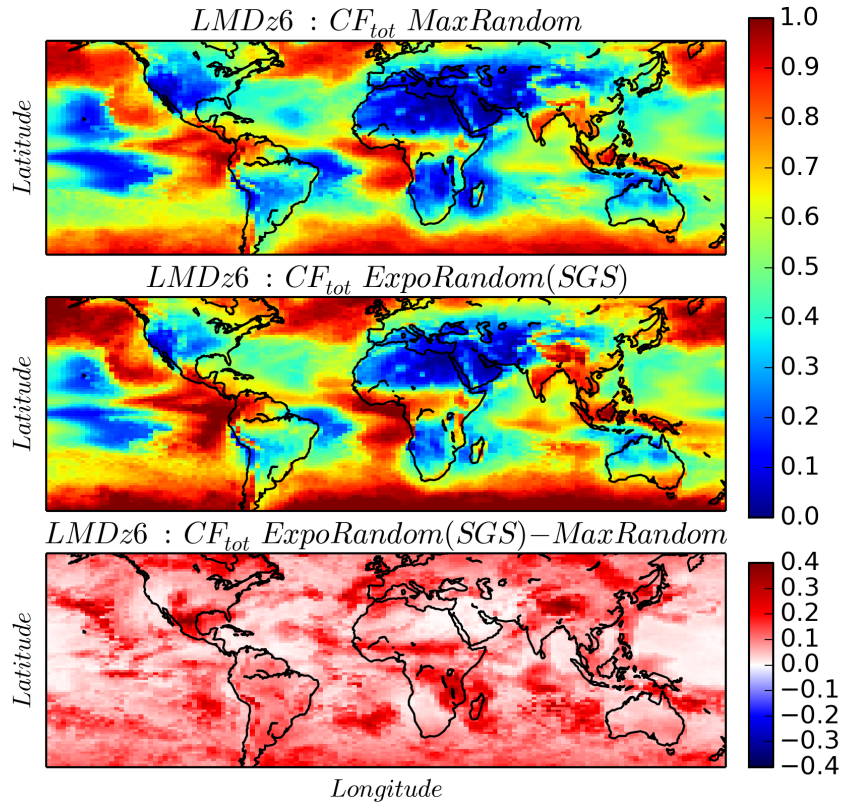 LMDz6 : CF_tot MaxRandom
Latitude
LMDz6 : CF_tot ExpoRandom(SGS)
Latitude
1.0
0.9
0.8
0.7
0.6
0.5
0.4
0.3
0.2
0.1
0.0
LMDz6 : CF_tot ExpoRandom(SGS)−MaxRandom
Latitude
0.4
0.3
0.2
0.1
0.0
−0.1
−0.2
−0.3
−0.4
Longitude